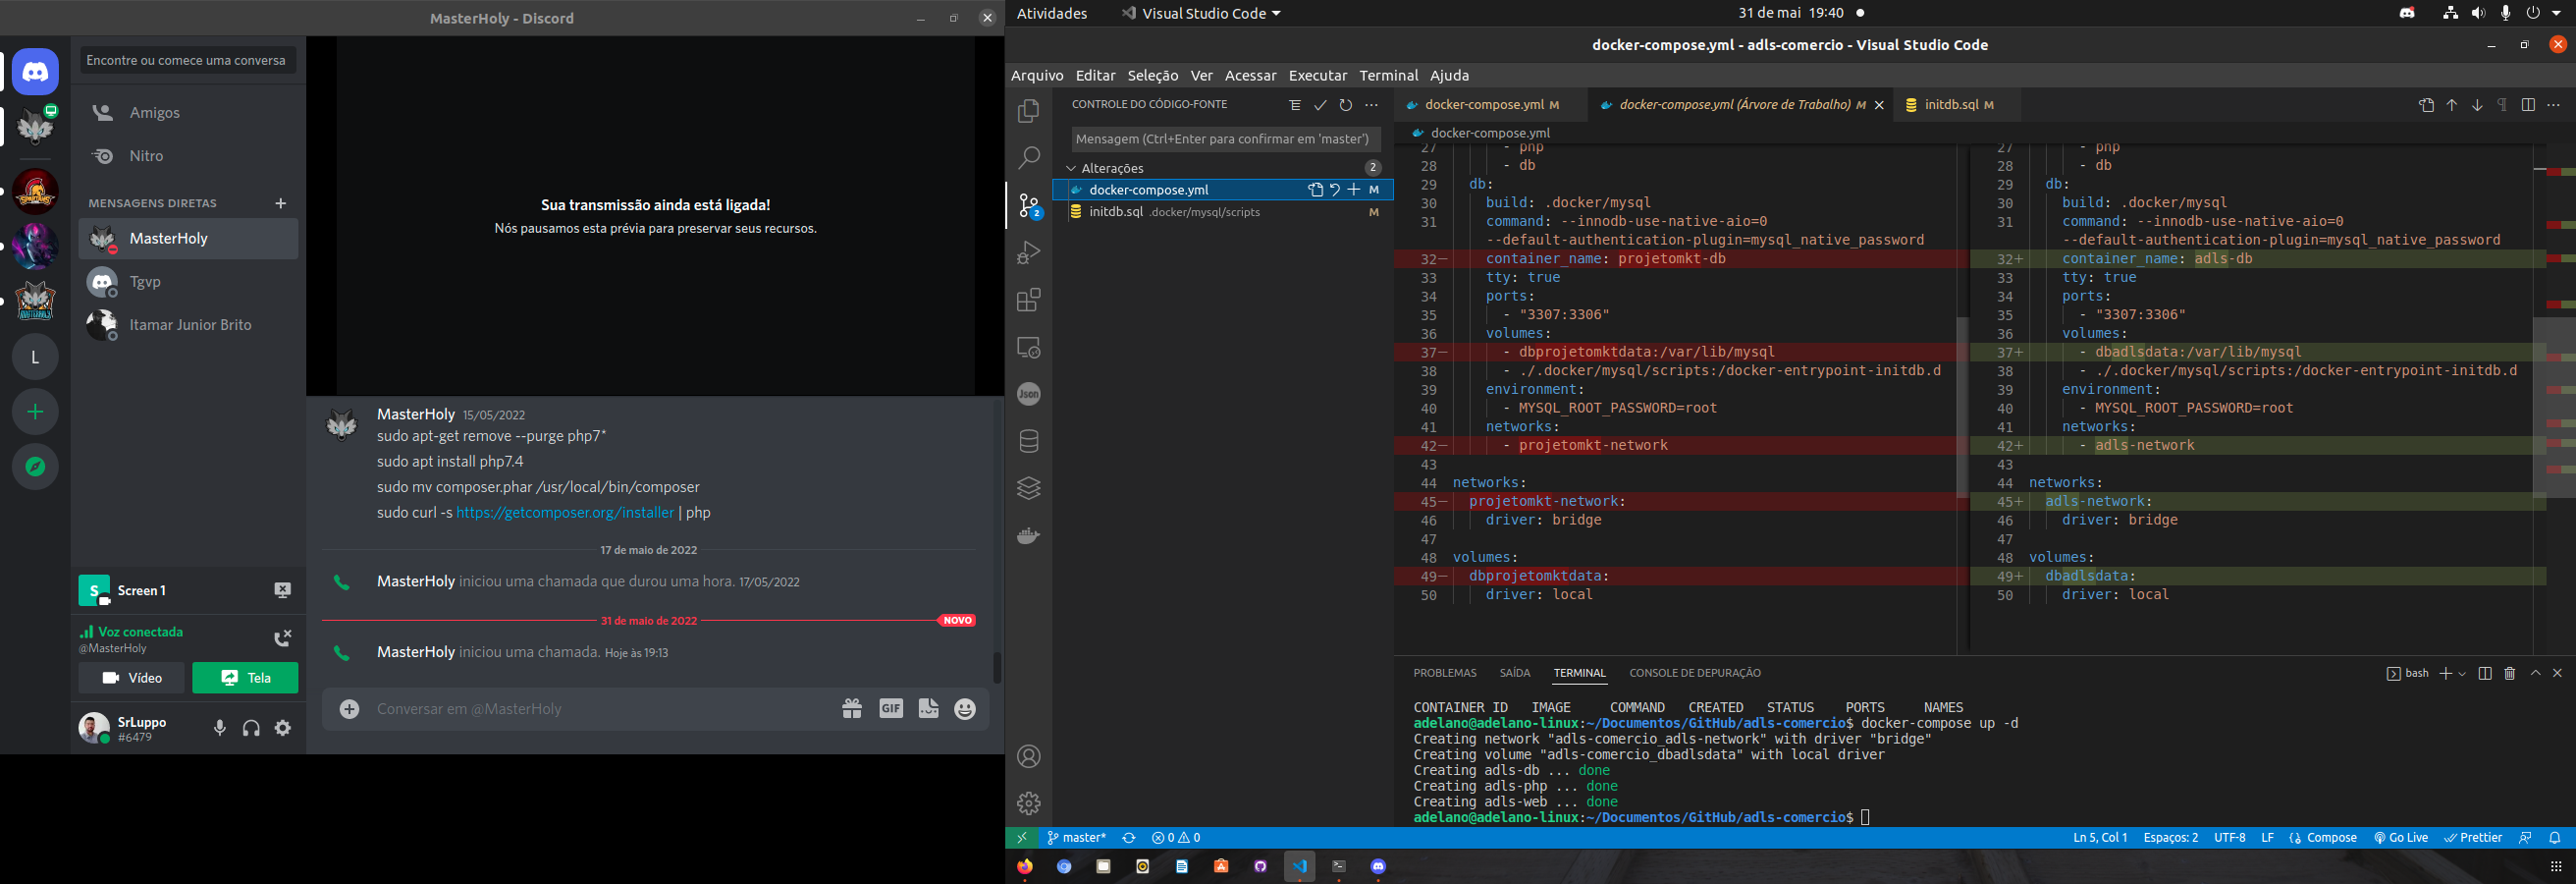 MasterHoly - Discord
Encontre ou comece uma conversa
Amigos
Nitro
MENSAGENS DIRETAS
MasterHoly
Tgvp
Itamar Junior Brito
L
S
Screen 1
Voz conectada
@MasterHoly
Vídeo
Tela
SrLuppo
#6479
Sua transmissão ainda está ligada!
Nós pausamos esta prévia para preservar seus recursos.
MasterHoly 15/05/2022
sudo apt-get remove --purge php7*
sudo apt install php7.4
sudo mv composer.phar /usr/local/bin/composer
sudo curl -s https://getcomposer.org/installer | php
17 de maio de 2022
MasterHoly iniciou uma chamada que durou uma hora. 17/05/2022
31 de maio de 2022 NOVO
MasterHoly iniciou uma chamada. Hoje às 19:13
Conversar em @MasterHoly
GIF
Atividades
Visual Studio Code
31 de mai 19:40
docker-compose.yml - adls-comercio - Visual Studio Code
Arquivo Editar Seleção Ver Acessar Executar Terminal Ajuda
CONTROLE DO CÓDIGO-FONTE
Mensagem (Ctrl+Enter para confirmar em 'master')
Alterações 2
docker-compose.yml M
initdb.sql .docker/mysql/scripts M
2
Json
docker-compose.yml M
docker-compose.yml (Árvore de Trabalho) M
initdb.sql M
docker-compose.yml
27 - php
28 - db
29 db:
30 build: .docker/mysql
31 command: --innodb-use-native-aio=0
--default-authentication-plugin=mysql_native_password
32− container_name: projetomkt-db
33 tty: true
34 ports:
35 - "3307:3306"
36 volumes:
37− - dbprojetomktdata:/var/lib/mysql
38 - ./.docker/mysql/scripts:/docker-entrypoint-initdb.d
39 environment:
40 - MYSQL_ROOT_PASSWORD=root
41 networks:
42− - projetomkt-network
43
44 networks:
45− projetomkt-network:
46 driver: bridge
47
48 volumes:
49− dbprojetomktdata:
50 driver: local
27 - php
28 - db
29 db:
30 build: .docker/mysql
31 command: --innodb-use-native-aio=0
--default-authentication-plugin=mysql_native_password
32+ container_name: adls-db
33 tty: true
34 ports:
35 - "3307:3306"
36 volumes:
37+ - dbadlsdata:/var/lib/mysql
38 - ./.docker/mysql/scripts:/docker-entrypoint-initdb.d
39 environment:
40 - MYSQL_ROOT_PASSWORD=root
41 networks:
42+ - adls-network
43
44 networks:
45+ adls-network:
46 driver: bridge
47
48 volumes:
49+ dbadlsdata:
50 driver: local
PROBLEMAS SAÍDA TERMINAL CONSOLE DE DEPURAÇÃO
bash
CONTAINER ID IMAGE COMMAND CREATED STATUS PORTS NAMES
adelano@adelano-linux:~/Documentos/GitHub/adls-comercio$ docker-compose up -d
Creating network "adls-comercio_adls-network" with driver "bridge"
Creating volume "adls-comercio_dbadlsdata" with local driver
Creating adls-db ... done
Creating adls-php ... done
Creating adls-web ... done
adelano@adelano-linux:~/Documentos/GitHub/adls-comercio$
master* 0 0
Ln 5, Col 1 Espaços: 2 UTF-8 LF Compose Go Live Prettier